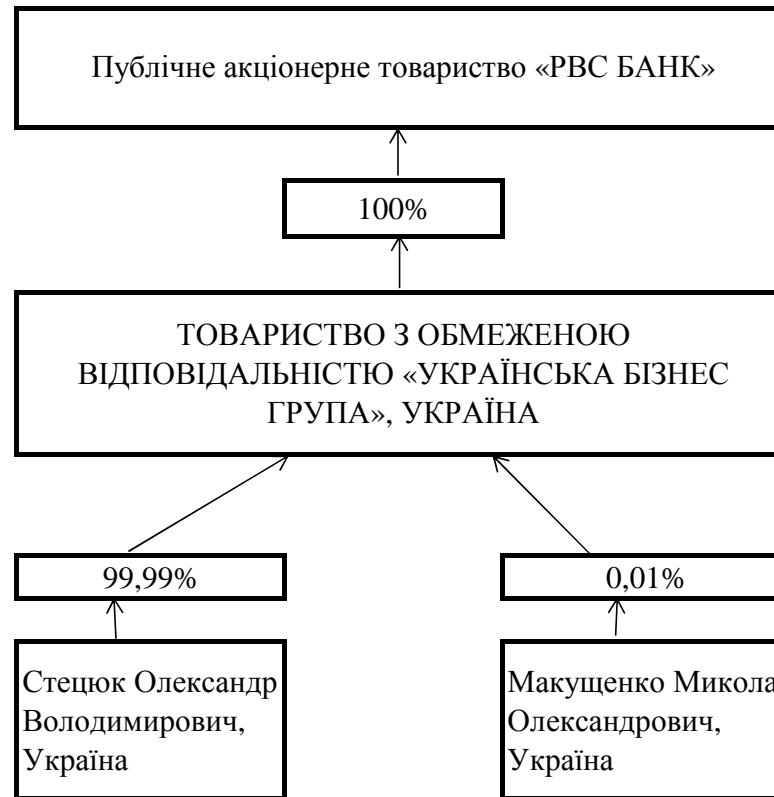 Публічне акціонерне товариство «РВС БАНК»
100%
ТОВАРИСТВО З ОБМЕЖЕНОЮ
ВІДПОВІДАЛЬНІСТЮ «УКРАЇНСЬКА БІЗНЕС
ГРУПА», УКРАЇНА
99,99%
0,01%
Стецюк Олександр
Володимирович,
Україна
Макущенко Микола
Олександрович,
Україна